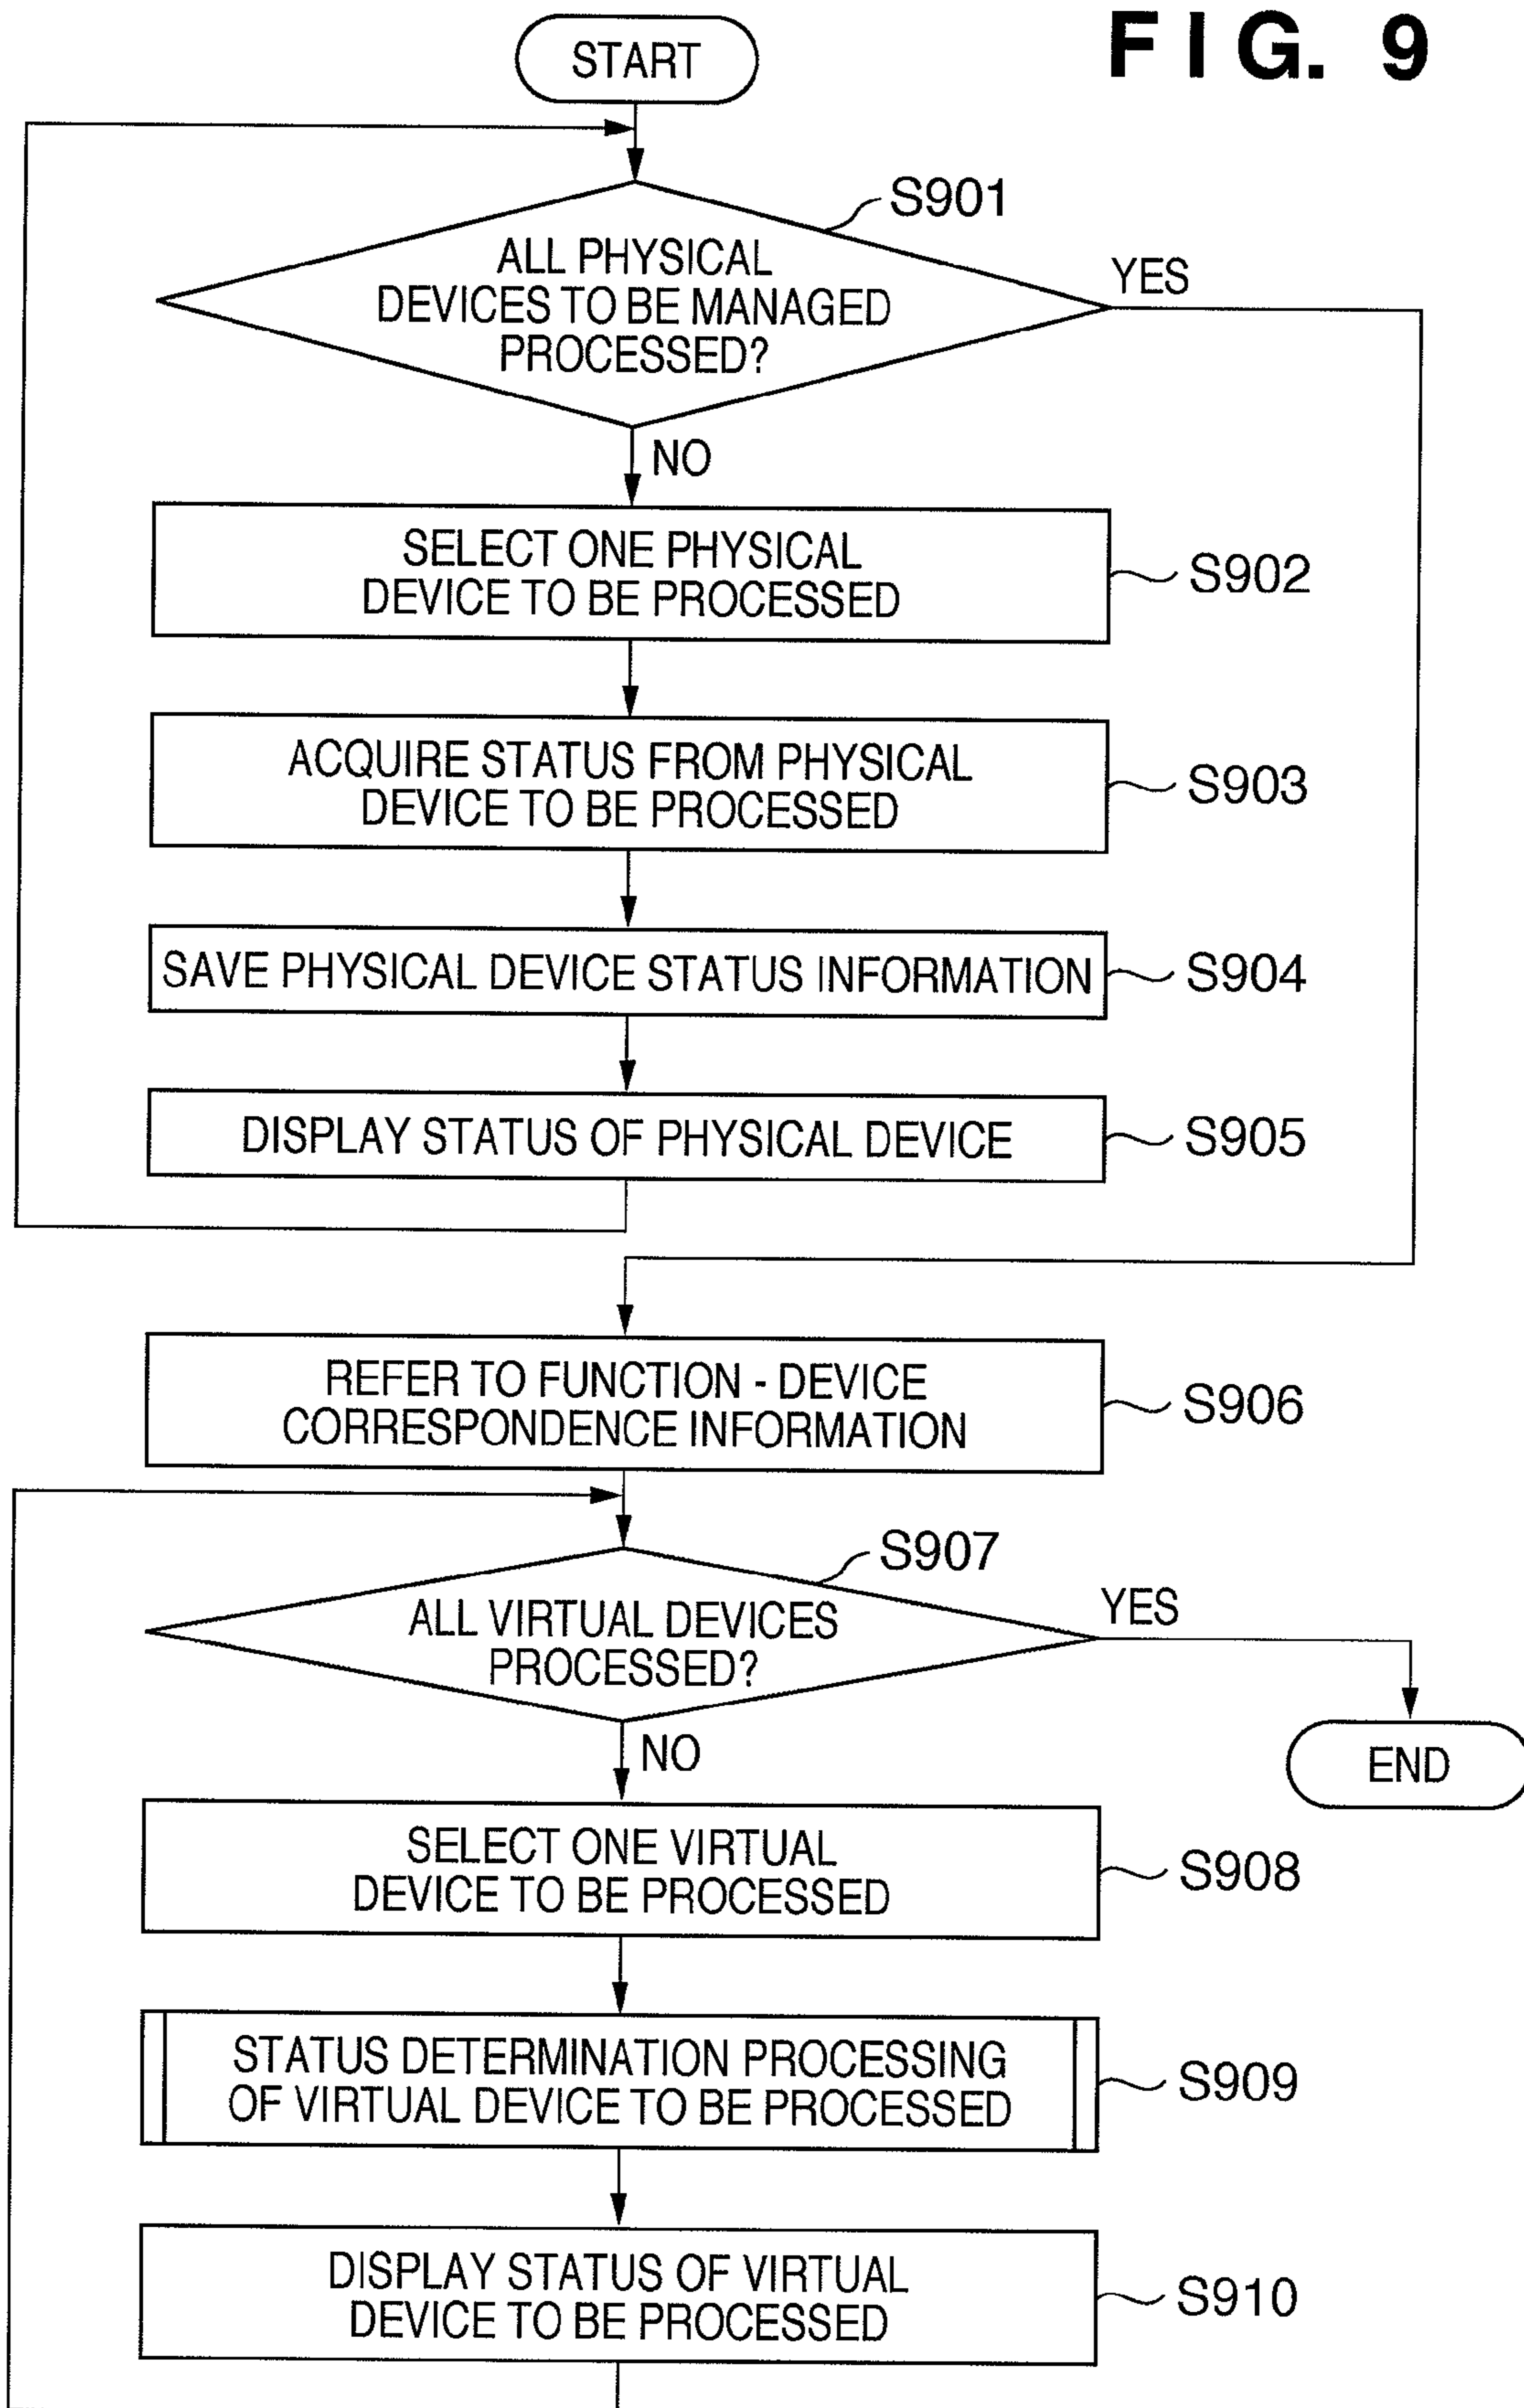 FIG. 9
START
S901
ALL PHYSICAL
DEVICES TO BE MANAGED
PROCESSED?
YES
NO
SELECT ONE PHYSICAL
DEVICE TO BE PROCESSED
S902
ACQUIRE STATUS FROM PHYSICAL
DEVICE TO BE PROCESSED
S903
SAVE PHYSICAL DEVICE STATUS INFORMATION
S904
DISPLAY STATUS OF PHYSICAL DEVICE
S905
REFER TO FUNCTION - DEVICE
CORRESPONDENCE INFORMATION
S906
S907
ALL VIRTUAL DEVICES
PROCESSED?
YES
NO
END
SELECT ONE VIRTUAL
DEVICE TO BE PROCESSED
S908
STATUS DETERMINATION PROCESSING
OF VIRTUAL DEVICE TO BE PROCESSED
S909
DISPLAY STATUS OF VIRTUAL
DEVICE TO BE PROCESSED
S910